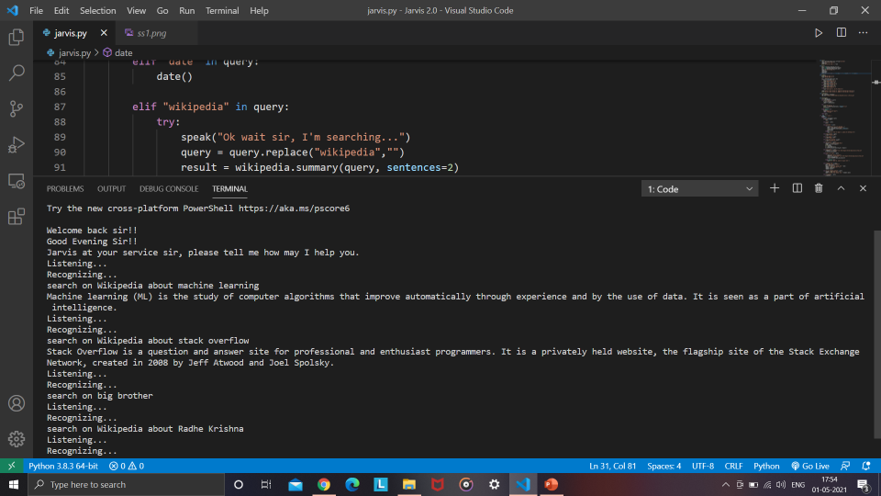 File Edit Selection View Go Run Terminal Help jarvis.py - Jarvis 2.0 - Visual Studio Code
jarvis.py ss1.png
jarvis.py > date
84 elif "date" in query:
85 date()
86
87 elif "wikipedia" in query:
88 try:
89 speak("Ok wait sir, I'm searching...")
90 query = query.replace("wikipedia","")
91 result = wikipedia.summary(query, sentences=2)
PROBLEMS OUTPUT DEBUG CONSOLE TERMINAL 1: Code
Try the new cross-platform PowerShell https://aka.ms/pscore6
Welcome back sir!!
Good Evening Sir!!
Jarvis at your service sir, please tell me how may I help you.
Listening...
Recognizing...
search on Wikipedia about machine learning
Machine learning (ML) is the study of computer algorithms that improve automatically through experience and by the use of data. It is seen as a part of artificial
intelligence.
Listening...
Recognizing...
search on Wikipedia about stack overflow
Stack Overflow is a question and answer site for professional and enthusiast programmers. It is a privately held website, the flagship site of the Stack Exchange
Network, created in 2008 by Jeff Atwood and Joel Spolsky.
Listening...
Recognizing...
search on big brother
Listening...
Recognizing...
search on Wikipedia about Radhe Krishna
Listening...
Recognizing...
Python 3.8.3 64-bit 0 0 Ln 31, Col 81 Spaces: 4 UTF-8 CRLF Python Go Live
Type here to search ENG 17:54
01-05-2021 3